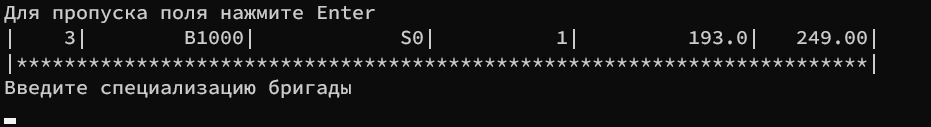 Для пропуска поля нажмите Enter
|    3|        B1000|            S0|          1|         193.0|   249.00|
|***********************************************************************|
Введите специализацию бригады